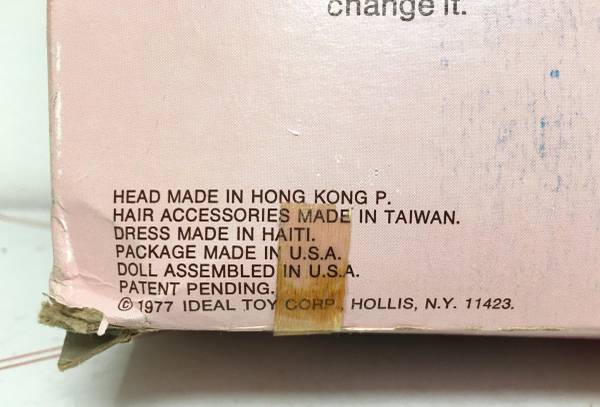 change it.
HEAD MADE IN HONG KONG P.
HAIR ACCESSORIES MADE IN TAIWAN.
DRESS MADE IN HAITI.
PACKAGE MADE IN U.S.A.
DOLL ASSEMBLED IN U.S.A.
PATENT PENDING.
© 1977 IDEAL TOY CORP., HOLLIS, N.Y. 11423.